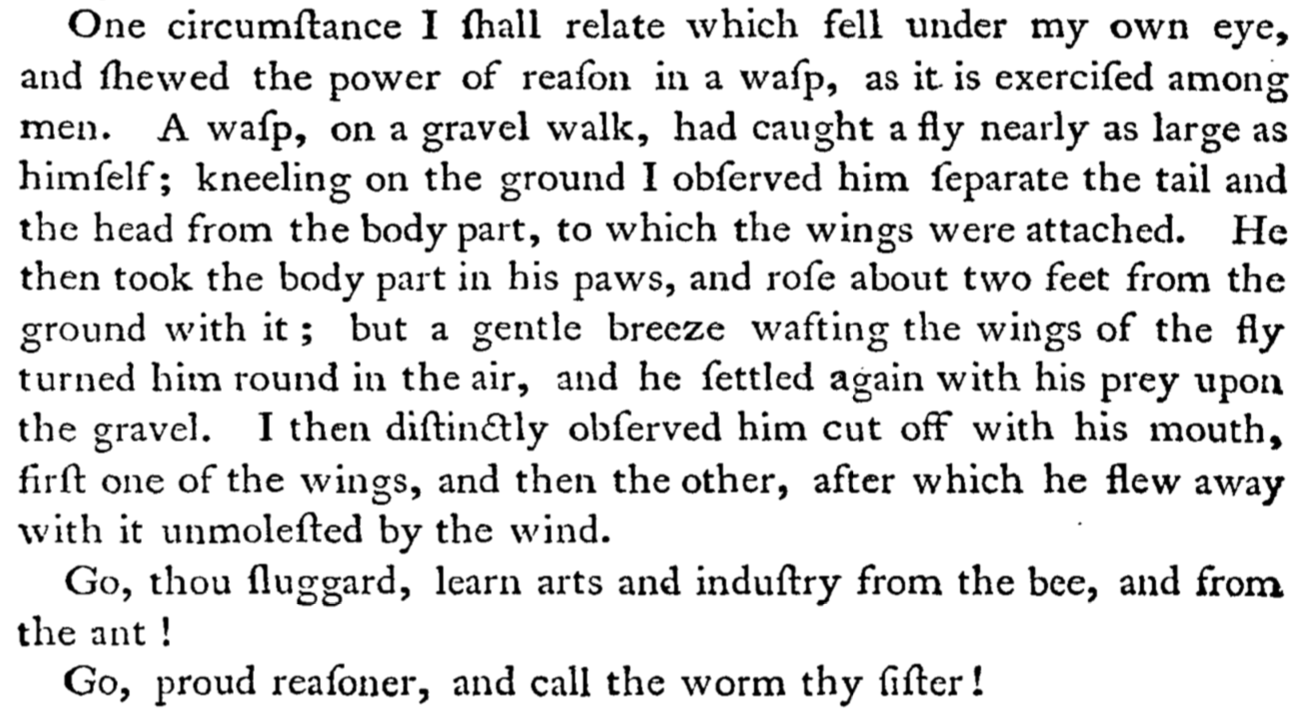 One circumſtance I ſhall relate which fell under my own eye,
and ſhewed the power of reaſon in a waſp, as it is exerciſed among
men. A waſp, on a gravel walk, had caught a fly nearly as large as
himſelf; kneeling on the ground I obſerved him ſeparate the tail and
the head from the body part, to which the wings were attached. He
then took the body part in his paws, and roſe about two feet from the
ground with it; but a gentle breeze wafting the wings of the fly
turned him round in the air, and he ſettled again with his prey upon
the gravel. I then diſtinctly obſerved him cut off with his mouth,
firſt one of the wings, and then the other, after which he flew away
with it unmoleſted by the wind.
Go, thou ſluggard, learn arts and induſtry from the bee, and from
the ant!
Go, proud reaſoner, and call the worm thy ſiſter!